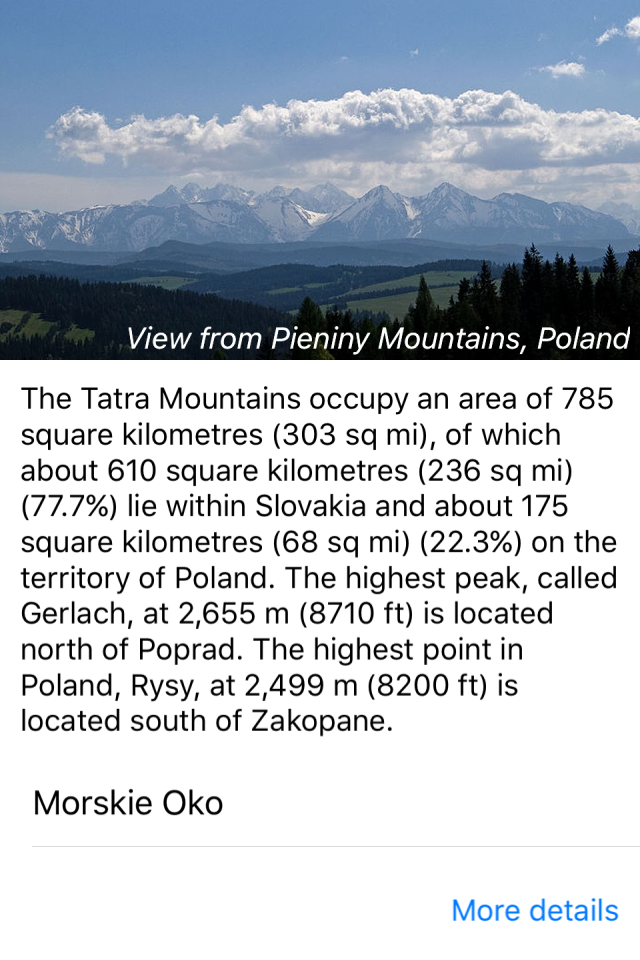 View from Pieniny Mountains, Poland
The Tatra Mountains occupy an area of 785
square kilometres (303 sq mi), of which
about 610 square kilometres (236 sq mi)
(77.7%) lie within Slovakia and about 175
square kilometres (68 sq mi) (22.3%) on the
territory of Poland. The highest peak, called
Gerlach, at 2,655 m (8710 ft) is located
north of Poprad. The highest point in
Poland, Rysy, at 2,499 m (8200 ft) is
located south of Zakopane.
Morskie Oko
More details